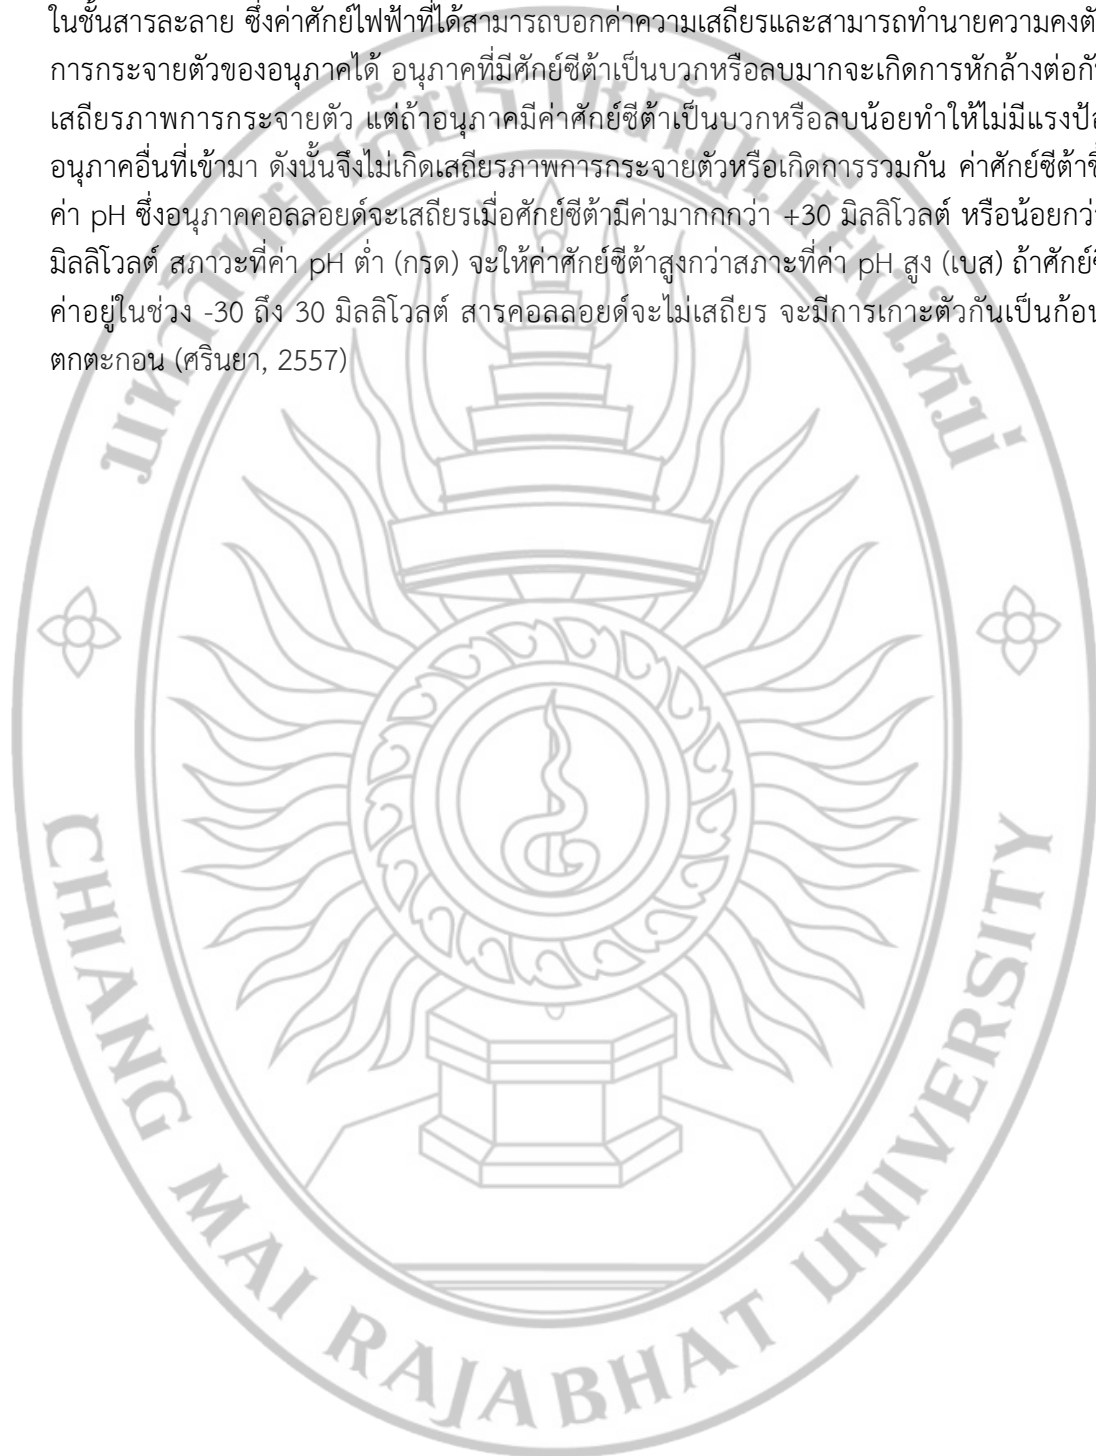 ในชั้นสารละลาย ซึ่งค่าศักย์ไฟฟ้าที่ได้สามารถบอกค่าความเสถียรและสามารถทำนายความคงตั
การกระจายตัวของอนุภาคได้ อนุภาคที่มีศักย์ซีต้าเป็นบวกหรือลบมากจะเกิดการหักล้างต่อกั
เสถียรภาพการกระจายตัว แต่ถ้าอนุภาคมีค่าศักย์ซีต้าเป็นบวกหรือลบน้อยทำให้ไม่มีแรงป้อ
อนุภาคอื่นที่เข้ามา ดังนั้นจึงไม่เกิดเสถียรภาพการกระจายตัวหรือเกิดการรวมกัน ค่าศักย์ซีต้าขึ้
ค่า pH ซึ่งอนุภาคคอลลอยด์จะเสถียรเมื่อศักย์ซีต้ามีค่ามากกกว่า +30 มิลลิโวลต์ หรือน้อยกว่
มิลลิโวลต์ สภาวะที่ค่า pH ต่ำ (กรด) จะให้ค่าศักย์ซีต้าสูงกว่าสภาะที่ค่า pH สูง (เบส) ถ้าศักย์ซี
ค่าอยู่ในช่วง -30 ถึง 30 มิลลิโวลต์ สารคอลลอยด์จะไม่เสถียร จะมีการเกาะตัวกันเป็นก้อน
ตกตะกอน (ศรินยา, 2557)
มหาวิทยาลัยราชภัฏเชียงใหม่
CHIANG MAI RAJABHAT UNIVERSITY